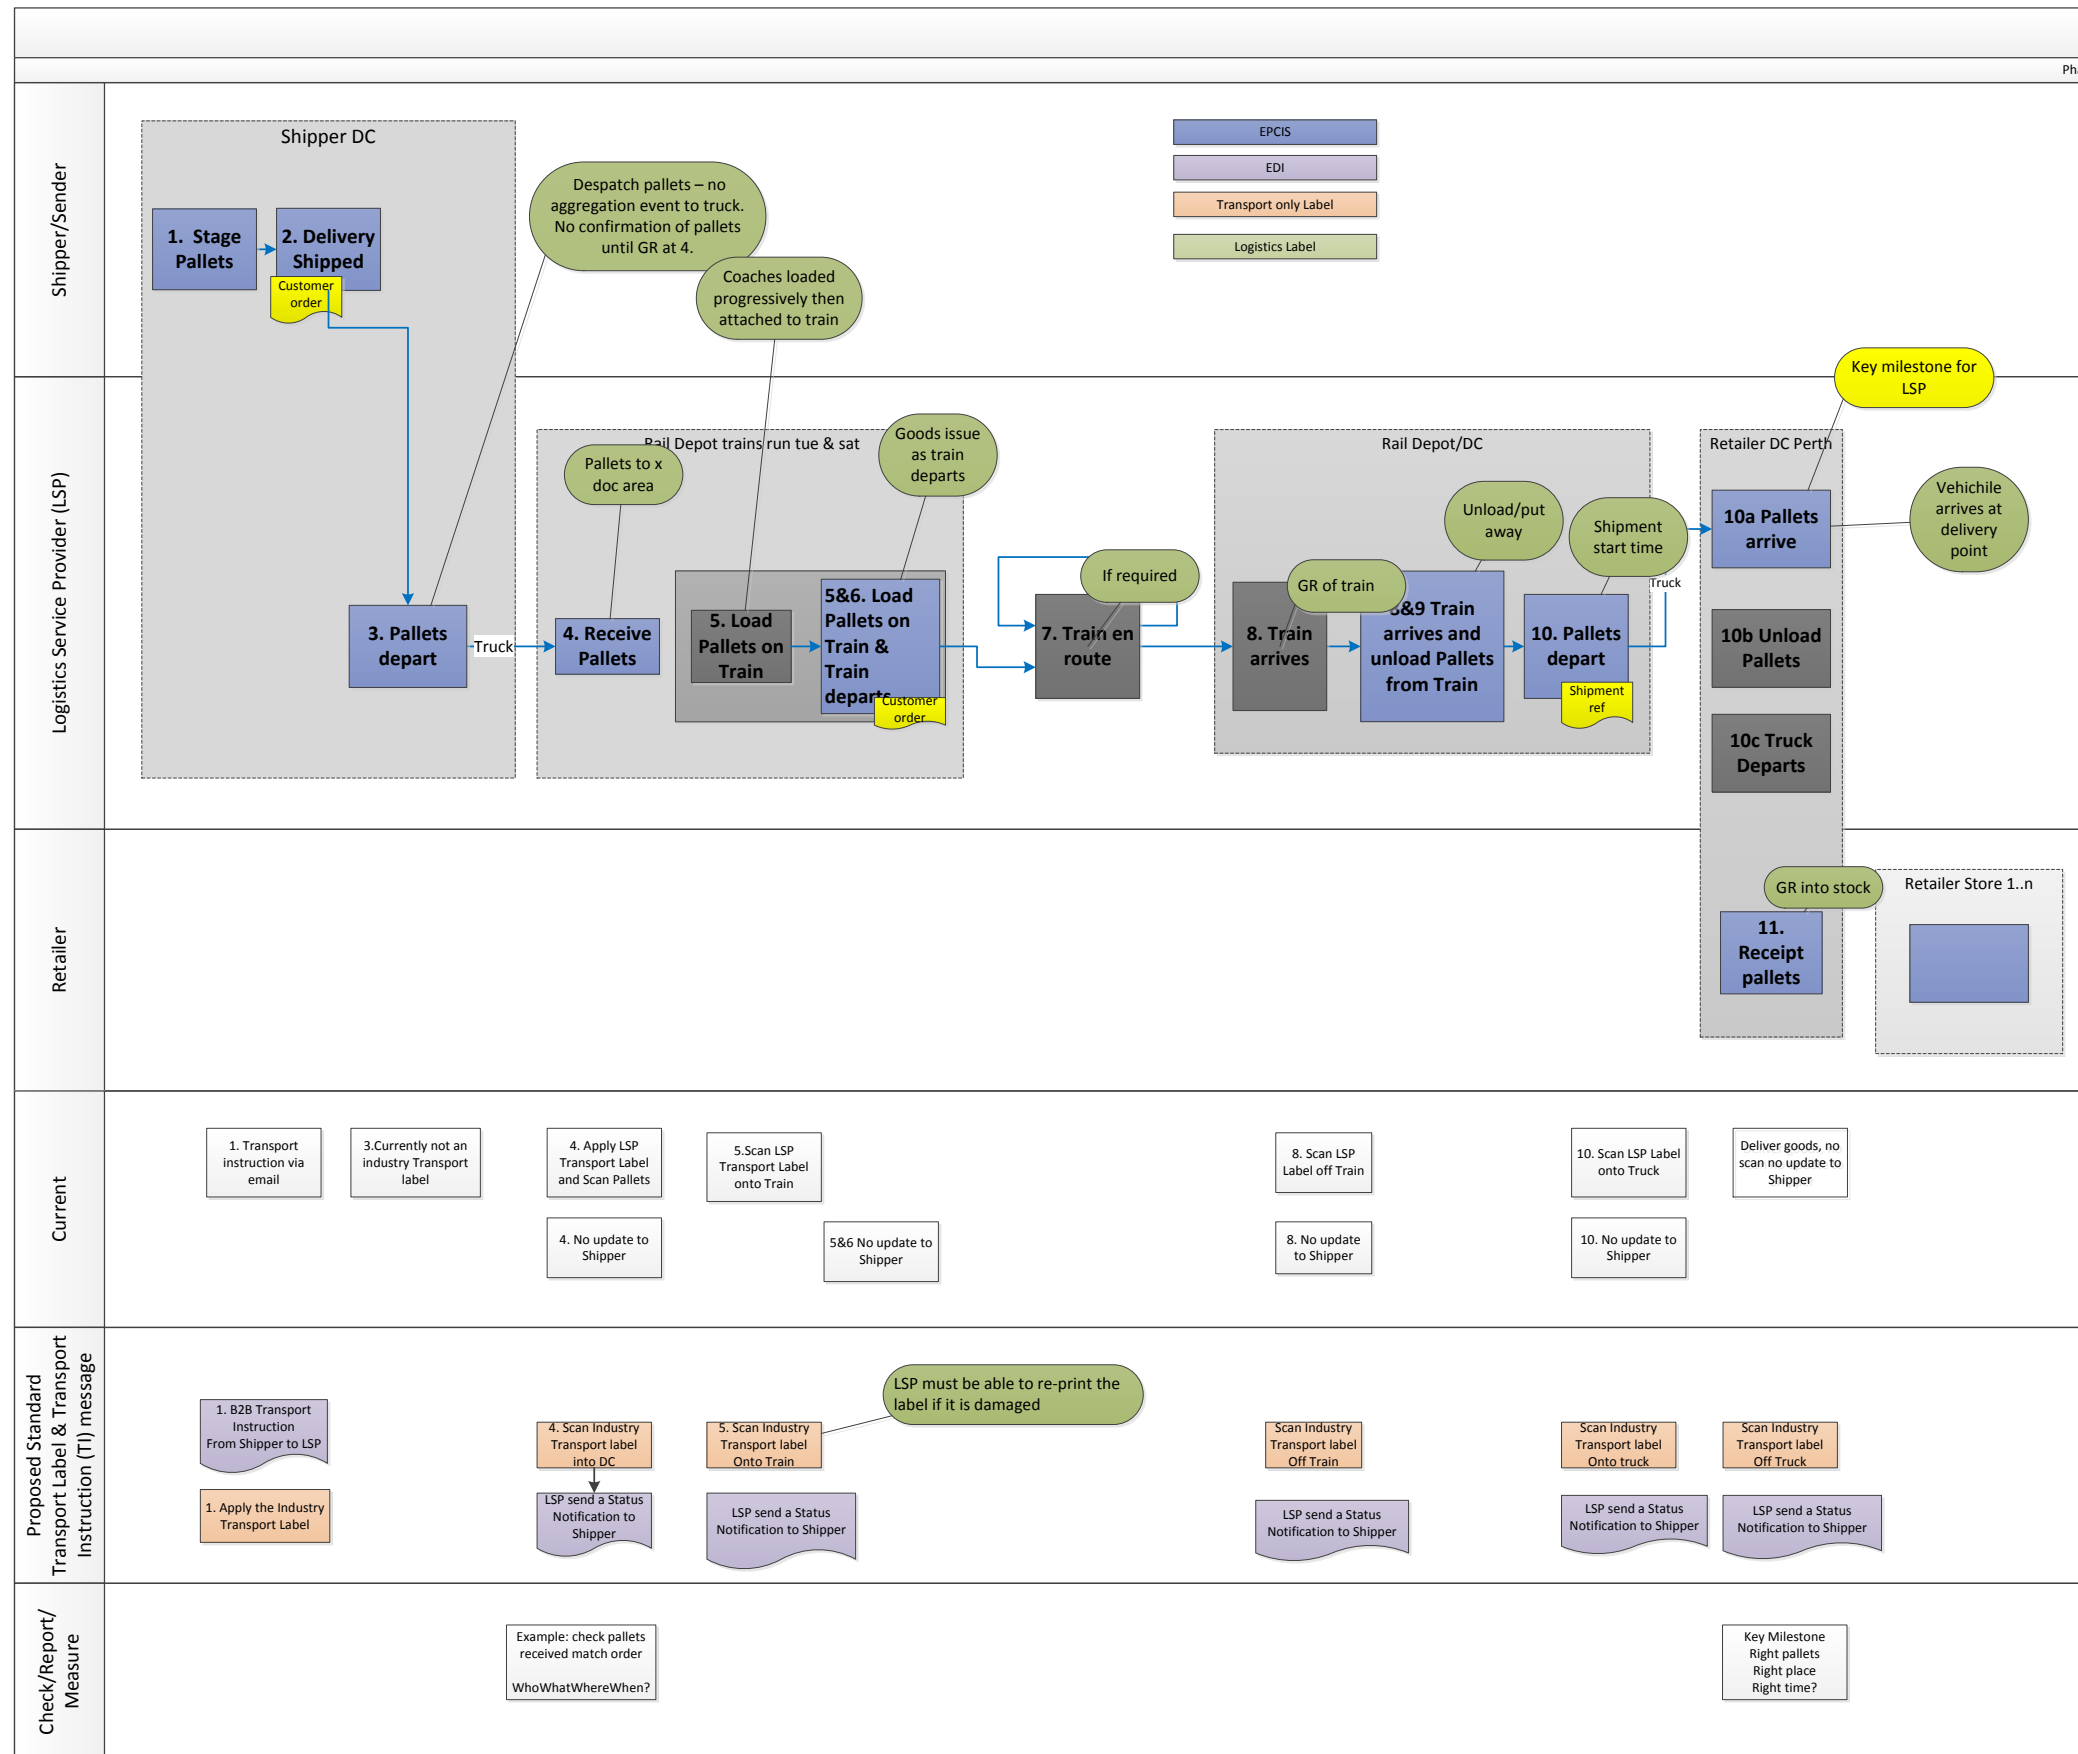 Pha
Shipper/Sender
Shipper DC
1. Stage
Pallets
2. Delivery
Shipped
Customer
order
Despatch pallets – no
aggregation event to truck.
No confirmation of pallets
until GR at 4.
Coaches loaded
progressively then
attached to train
EPCIS
EDI
Transport only Label
Logistics Label
Key milestone for
LSP
Logistics Service Provider (LSP)
3. Pallets
depart
Truck
Rail Depot trains run tue & sat
Pallets to x
doc area
Goods issue
as train
departs
4. Receive
Pallets
5. Load
Pallets on
Train
5&6. Load
Pallets on
Train &
Train
departs
Customer
order
If required
7. Train en
route
Rail Depot/DC
Unload/put
away
Shipment
start time
GR of train
8. Train
arrives
8&9 Train
arrives and
unload Pallets
from Train
10. Pallets
depart
Shipment
ref
Truck
Retailer DC Perth
10a Pallets
arrive
Vehichile
arrives at
delivery
point
10b Unload
Pallets
10c Truck
Departs
Retailer
GR into stock
11.
Receipt
pallets
Retailer Store 1..n
Current
1. Transport
instruction via
email
3.Currently not an
industry Transport
label
4. Apply LSP
Transport Label
and Scan Pallets
5.Scan LSP
Transport Label
onto Train
8. Scan LSP
Label off Train
10. Scan LSP Label
onto Truck
Deliver goods, no
scan no update to
Shipper
4. No update to
Shipper
5&6 No update to
Shipper
8. No update
to Shipper
10. No update to
Shipper
Proposed Standard
Transport Label & Transport
Instruction (TI) message
1. B2B Transport
Instruction
From Shipper to LSP
1. Apply the Industry
Transport Label
4. Scan Industry
Transport label
into DC
LSP send a Status
Notification to
Shipper
5. Scan Industry
Transport label
Onto Train
LSP send a Status
Notification to Shipper
LSP must be able to re-print the
label if it is damaged
Scan Industry
Transport label
Off Train
LSP send a Status
Notification to Shipper
Scan Industry
Transport label
Onto truck
LSP send a Status
Notification to Shipper
Scan Industry
Transport label
Off Truck
LSP send a Status
Notification to Shipper
Check/Report/
Measure
Example: check pallets
received match order
WhoWhatWhereWhen?
Key Milestone
Right pallets
Right place
Right time?